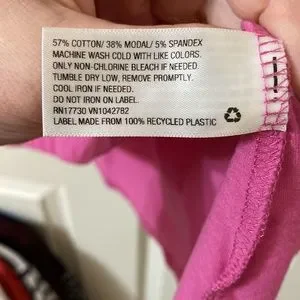 57% COTTON/ 38% MODAL/ 5% SPANDEX
MACHINE WASH COLD WITH LIKE COLORS.
ONLY NON-CHLORINE BLEACH IF NEEDED.
TUMBLE DRY LOW, REMOVE PROMPTLY.
COOL IRON IF NEEDED.
DO NOT IRON ON LABEL.
RN17730 VN1042782
LABEL MADE FROM 100% RECYCLED PLASTIC